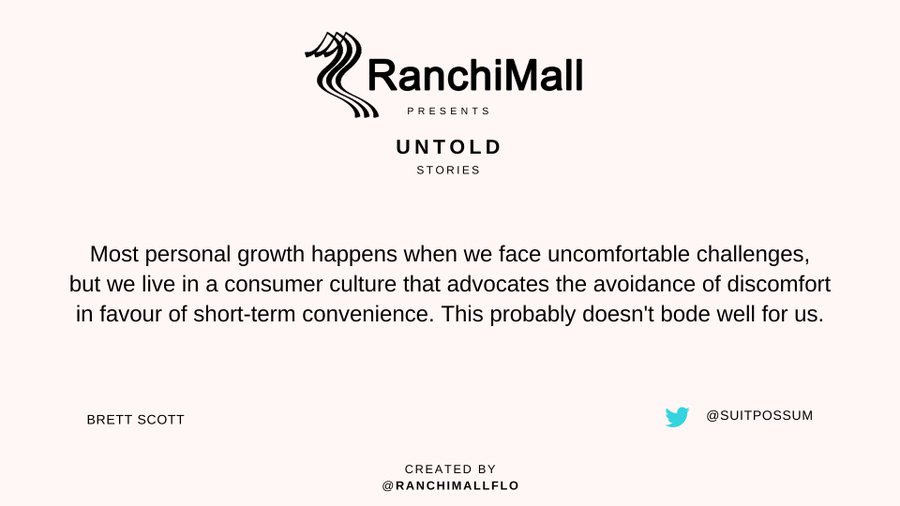 RanchiMall
PRESENTS
UNTOLD
STORIES
Most personal growth happens when we face uncomfortable challenges,
but we live in a consumer culture that advocates the avoidance of discomfort
in favour of short-term convenience. This probably doesn't bode well for us.
BRETT SCOTT
@SUITPOSSUM
CREATED BY
@RANCHIMALLFLO